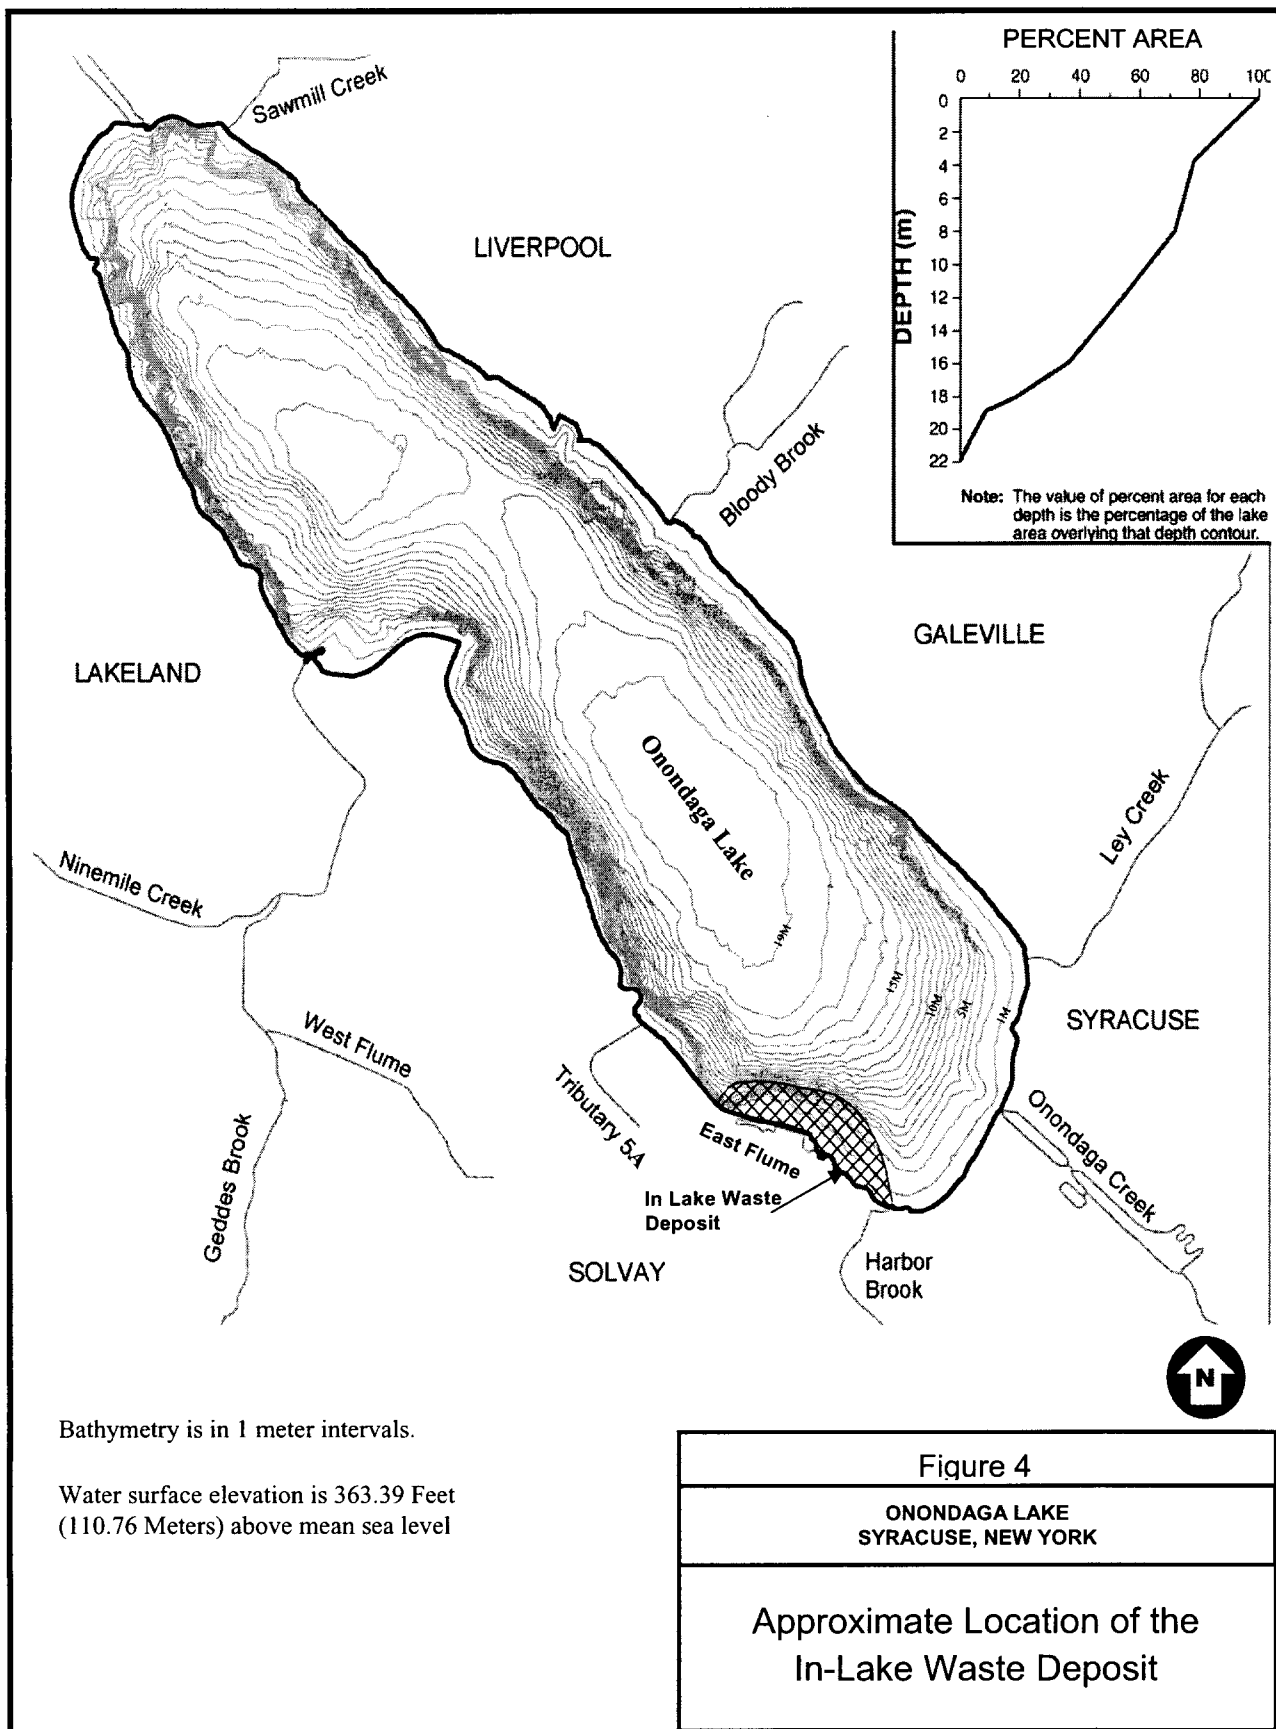 PERCENT AREA
0 20 40 60 80 100
0
2
4
6
8
10
12
14
16
18
20
22
DEPTH (m)
Note: The value of percent area for each
depth is the percentage of the lake
area overlying that depth contour.
Sawmill Creek
LIVERPOOL
Bloody Brook
GALEVILLE
LAKELAND
Onondaga Lake
Ley Creek
Ninemile Creek
19M
15M
10M
5M
1M
SYRACUSE
West Flume
Tributary 5A
Onondaga Creek
East Flume
Geddes Brook
In Lake Waste
Deposit
SOLVAY
Harbor
Brook
N
Bathymetry is in 1 meter intervals.
Water surface elevation is 363.39 Feet
(110.76 Meters) above mean sea level
Figure 4
ONONDAGA LAKE
SYRACUSE, NEW YORK
Approximate Location of the
In-Lake Waste Deposit